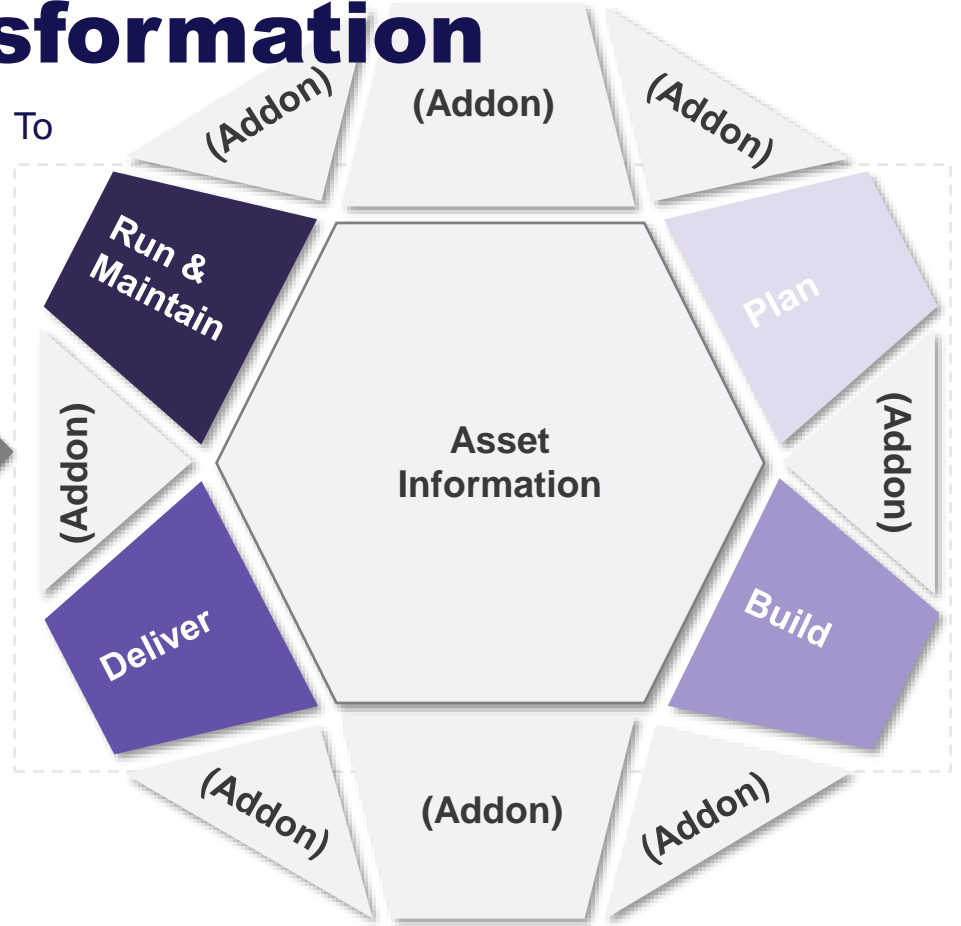 sformation
To
(Addon)
(Addon)
(Addon)
Run &
Maintain
Plan
(Addon)
Asset
Information
(Addon)
Deliver
Build
(Addon)
(Addon)
(Addon)